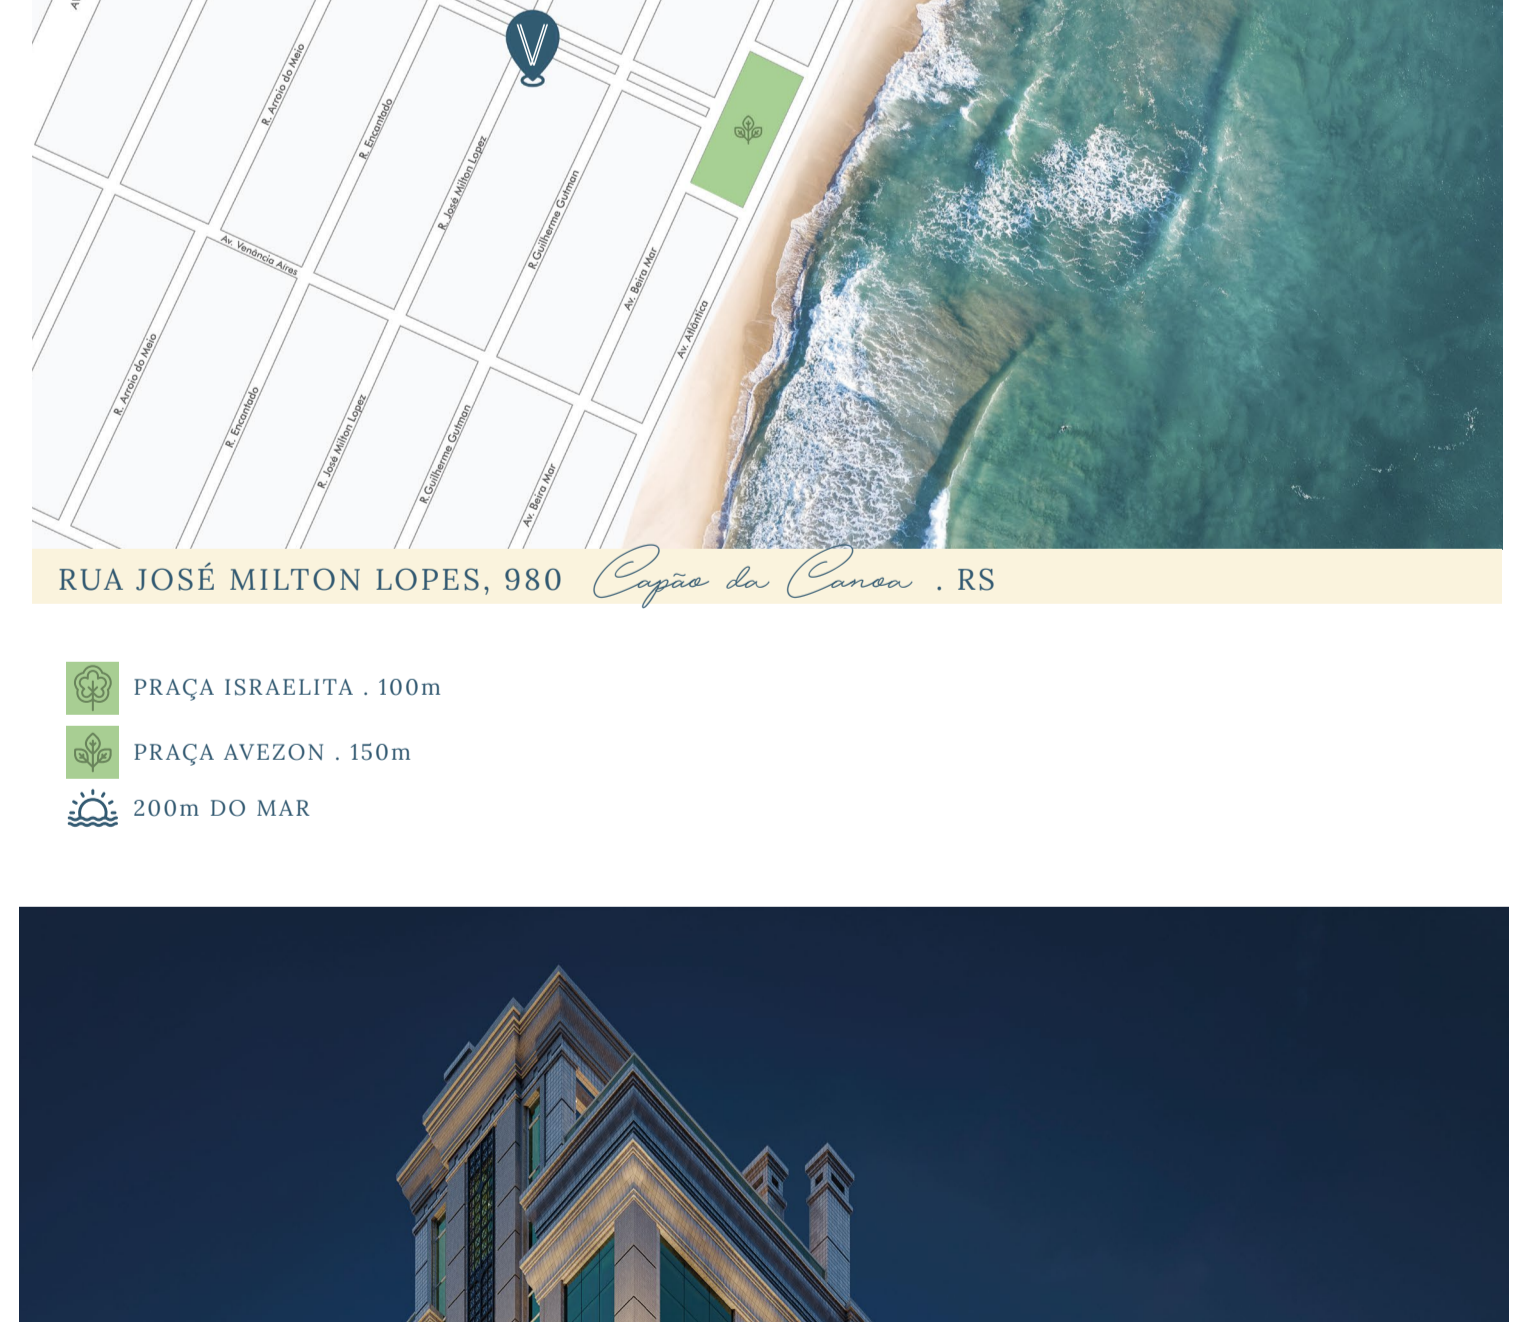 R. Arroio do Meio
R. Encantado
R. José Milton Lopez
R.Guilherme Gutman
Av. Beira Mar
Av. Atlântica
Av. Venâncio Aires
R. Arroio do Meio
R. Encantado
R. José Milton Lopez
R.Guilherme Gutman
Av. Beira Mar
RUA JOSÉ MILTON LOPES, 980 Capão da Canoa . RS
PRAÇA ISRAELITA . 100m
PRAÇA AVEZON . 150m
200m DO MAR